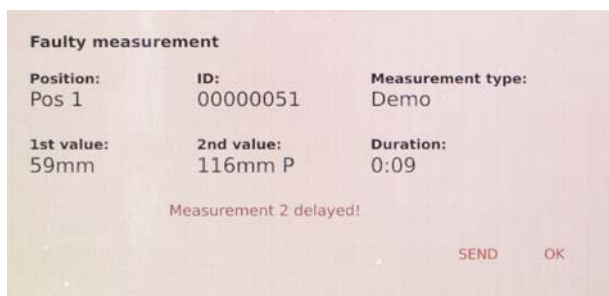 Faulty measurement
Position: ID: Measurement type:
Pos 1 00000051 Demo
1st value: 2nd value: Duration:
59mm 116mm P 0:09
Measurement 2 delayed!
SEND OK